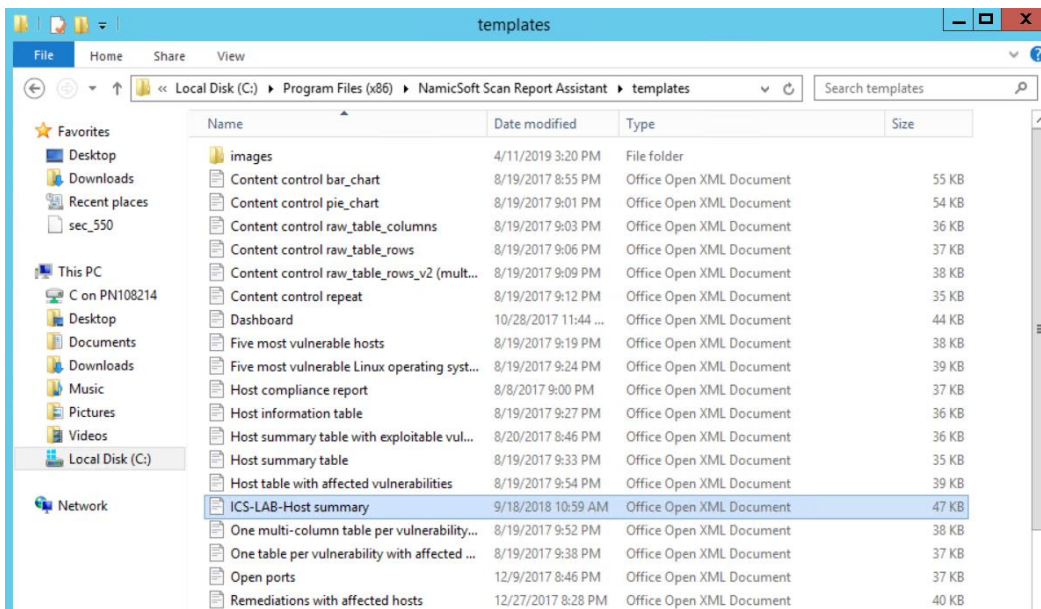 templates
File Home Share View
« Local Disk (C:) ▸ Program Files (x86) ▸ NamicSoft Scan Report Assistant ▸ templates
Search templates
Favorites
Desktop
Downloads
Recent places
sec_550
This PC
C on PN108214
Desktop
Documents
Downloads
Music
Pictures
Videos
Local Disk (C:)
Network
Name Date modified Type Size
images 4/11/2019 3:20 PM File folder
Content control bar_chart 8/19/2017 8:55 PM Office Open XML Document 55 KB
Content control pie_chart 8/19/2017 9:01 PM Office Open XML Document 54 KB
Content control raw_table_columns 8/19/2017 9:03 PM Office Open XML Document 36 KB
Content control raw_table_rows 8/19/2017 9:06 PM Office Open XML Document 37 KB
Content control raw_table_rows_v2 (mult... 8/19/2017 9:09 PM Office Open XML Document 38 KB
Content control repeat 8/19/2017 9:12 PM Office Open XML Document 35 KB
Dashboard 10/28/2017 11:44 ... Office Open XML Document 44 KB
Five most vulnerable hosts 8/19/2017 9:19 PM Office Open XML Document 38 KB
Five most vulnerable Linux operating syst... 8/19/2017 9:24 PM Office Open XML Document 39 KB
Host compliance report 8/8/2017 9:00 PM Office Open XML Document 37 KB
Host information table 8/19/2017 9:27 PM Office Open XML Document 36 KB
Host summary table with exploitable vul... 8/20/2017 8:46 PM Office Open XML Document 36 KB
Host summary table 8/19/2017 9:33 PM Office Open XML Document 35 KB
Host table with affected vulnerabilities 8/19/2017 9:54 PM Office Open XML Document 39 KB
ICS-LAB-Host summary 9/18/2018 10:59 AM Office Open XML Document 47 KB
One multi-column table per vulnerability... 8/19/2017 9:52 PM Office Open XML Document 38 KB
One table per vulnerability with affected ... 8/19/2017 9:38 PM Office Open XML Document 37 KB
Open ports 12/9/2017 8:46 PM Office Open XML Document 37 KB
Remediations with affected hosts 12/27/2017 8:28 PM Office Open XML Document 40 KB